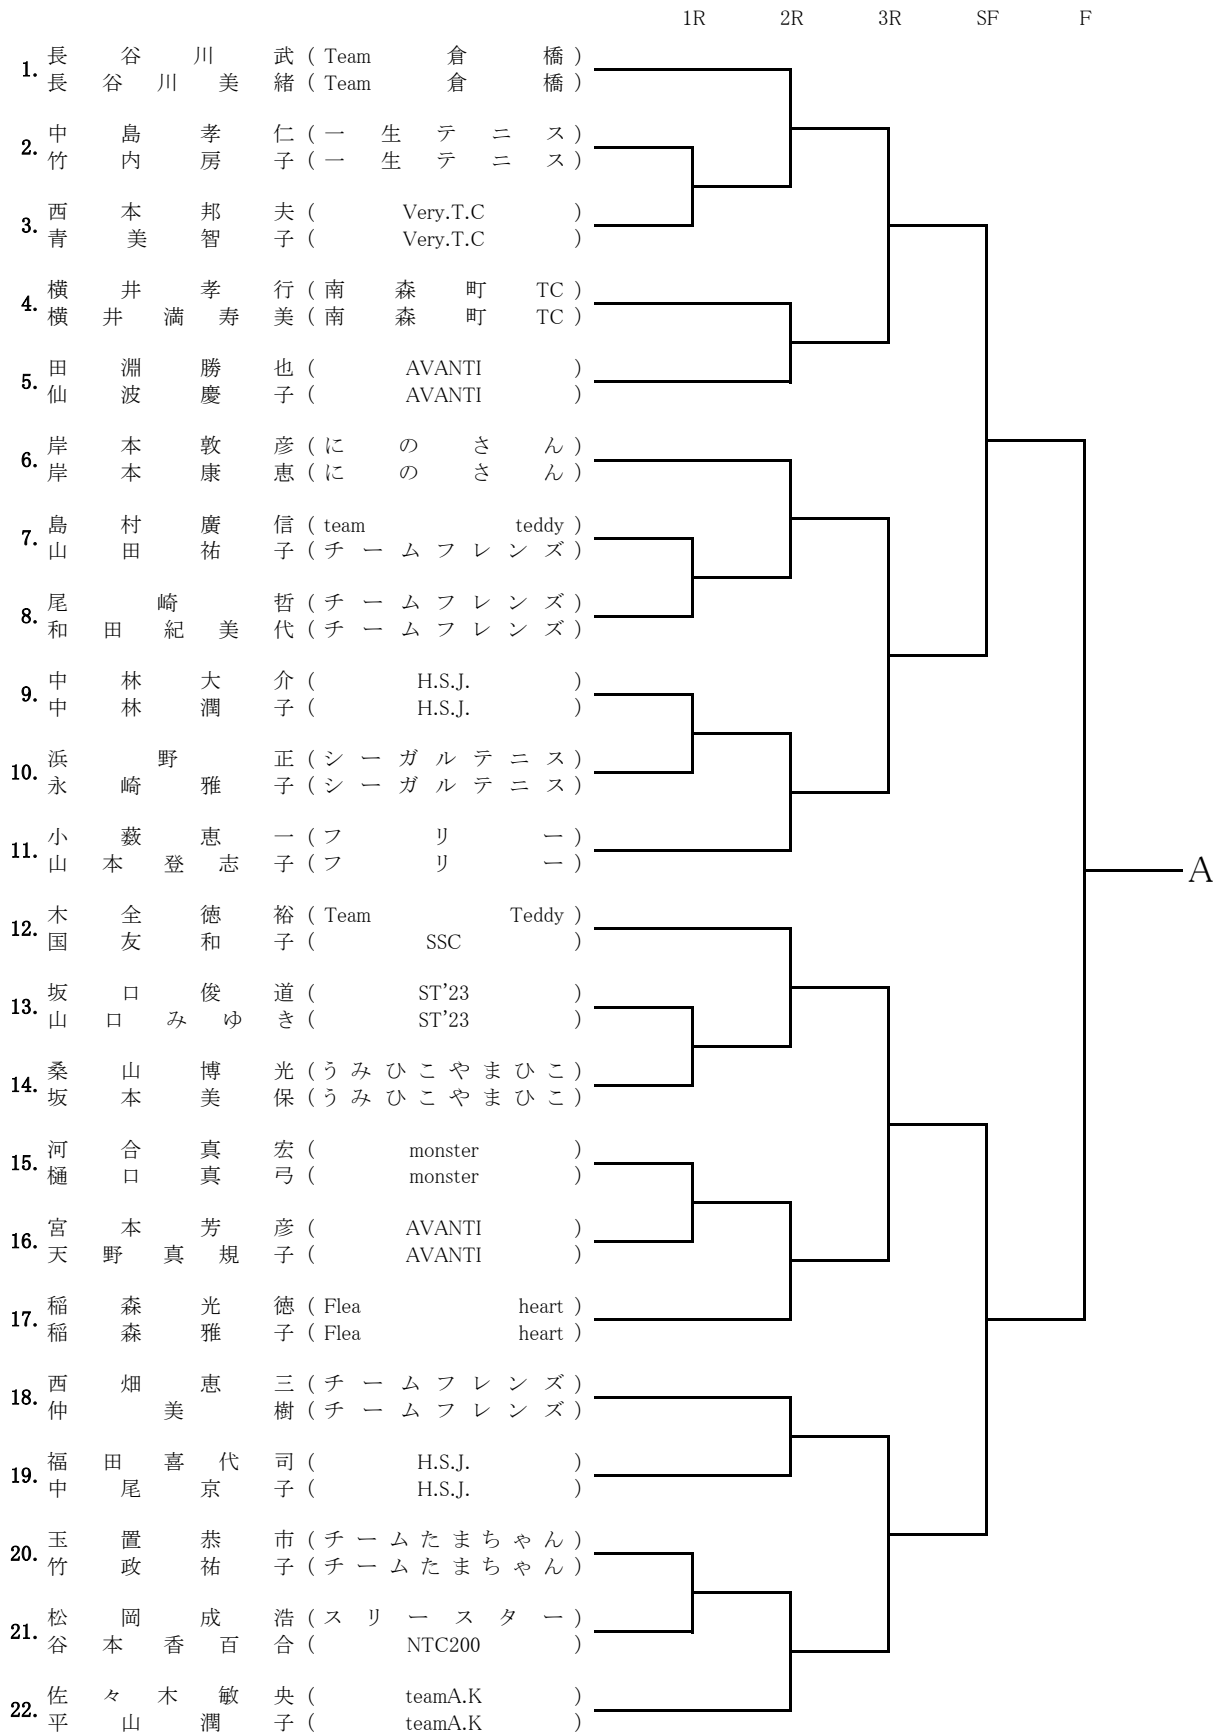 1R 2R 3R SF F
1. 長谷川武 (Team 倉橋)
長谷川美緒 (Team 倉橋)
2. 中島孝仁 (一生テニス)
竹内房子 (一生テニス)
3. 西本邦夫 (Very.T.C)
青美智子 (Very.T.C)
4. 横井孝行 (南森町TC)
横井満寿美 (南森町TC)
5. 田淵勝也 (AVANTI)
仙波慶子 (AVANTI)
6. 岸本敦彦 (にのさん)
岸本康恵 (にのさん)
7. 島村廣信 (team teddy)
山田祐子 (チームフレンズ)
8. 尾崎哲 (チームフレンズ)
和田紀美代 (チームフレンズ)
9. 中林大介 (H.S.J.)
中林潤子 (H.S.J.)
10. 浜野正 (シーガルテニス)
永崎雅子 (シーガルテニス)
11. 小薮恵一 (フリー)
山本登志子 (フリー)
A
12. 木全徳裕 (Team Teddy)
国友和子 (SSC)
13. 坂口俊道 (ST'23)
山口みゆき (ST'23)
14. 桑山博光 (うみひこやまひこ)
坂本美保 (うみひこやまひこ)
15. 河合真宏 (monster)
樋口真弓 (monster)
16. 宮本芳彦 (AVANTI)
天野真規子 (AVANTI)
17. 稲森光徳 (Flea heart)
稲森雅子 (Flea heart)
18. 西畑恵三 (チームフレンズ)
仲美樹 (チームフレンズ)
19. 福田喜代司 (H.S.J.)
中尾京子 (H.S.J.)
20. 玉置恭市 (チームたまちゃん)
竹政祐子 (チームたまちゃん)
21. 松岡成浩 (スリースター)
谷本香百合 (NTC200)
22. 佐々木敏央 (teamA.K)
平山潤子 (teamA.K)